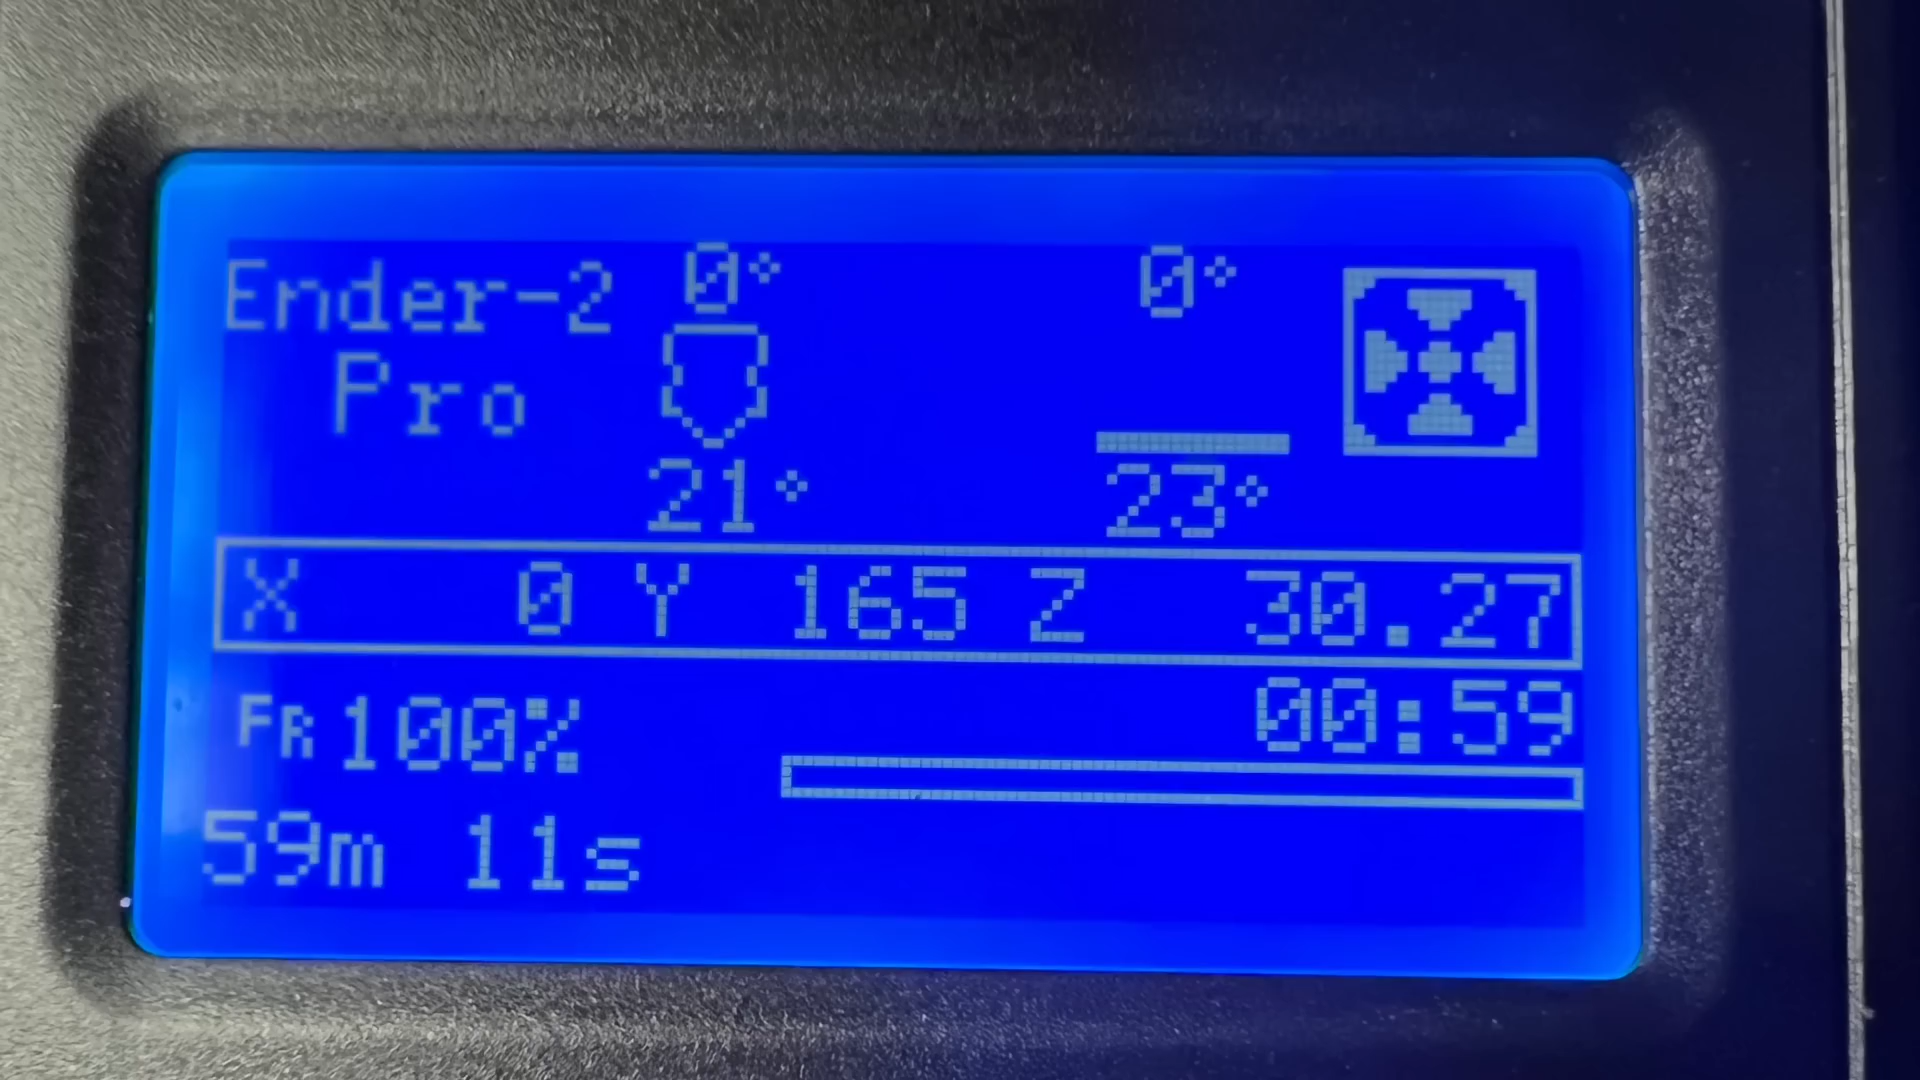 Ender-2 0° 0°
Pro
21° 23°
X 0 Y 165 Z 30.27
00:59
FR 100%
59m 11s